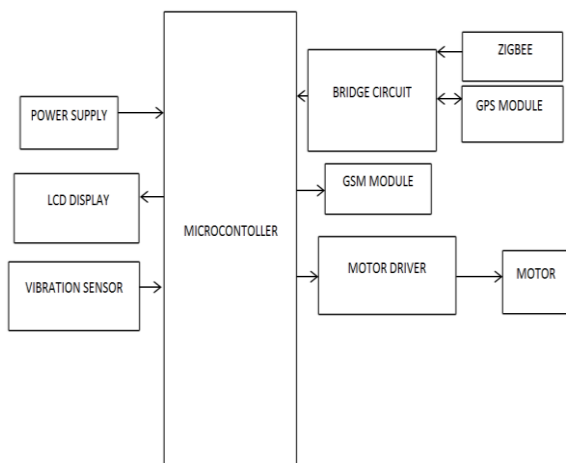 ZIGBEE
BRIDGE CIRCUIT
GPS MODULE
POWER SUPPLY
GSM MODULE
LCD DISPLAY
MICROCONTOLLER
MOTOR DRIVER
MOTOR
VIBRATION SENSOR